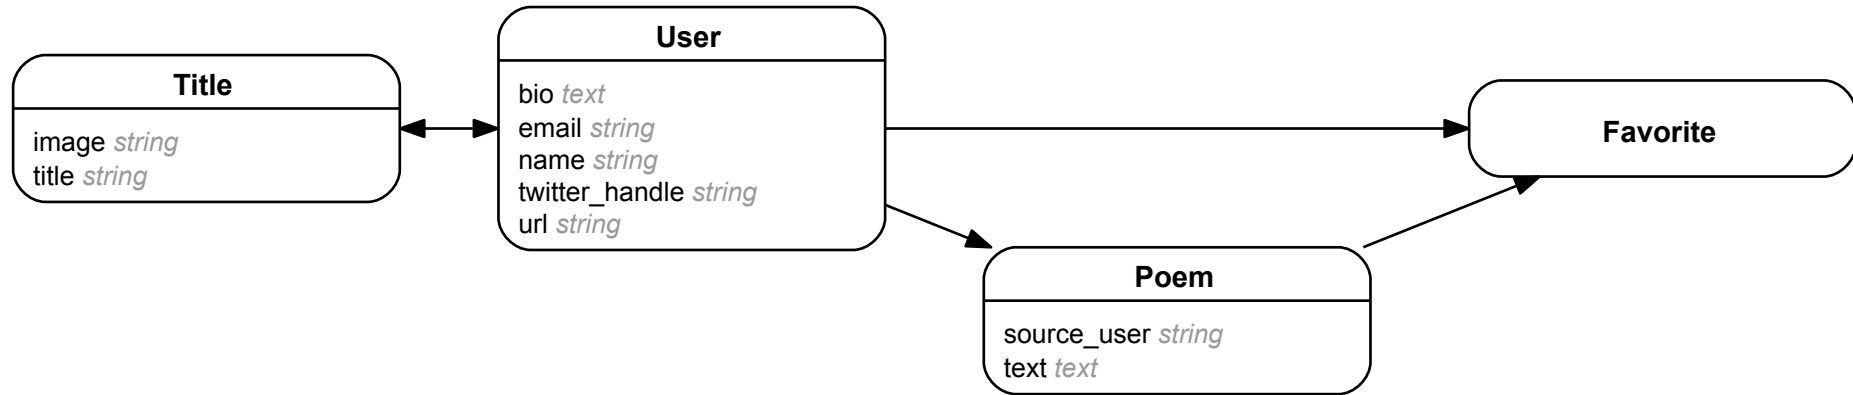 Title
image string
title string
User
bio text
email string
name string
twitter_handle string
url string
Favorite
Poem
source_user string
text text